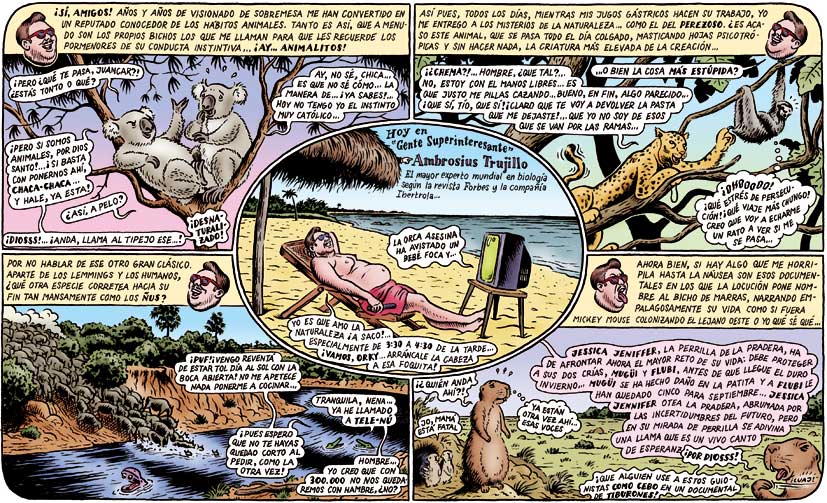 ¡SÍ, AMIGOS! AÑOS Y AÑOS DE VISIONADO DE SOBREMESA ME HAN CONVERTIDO EN
UN REPUTADO CONOCEDOR DE LOS HÁBITOS ANIMALES. TANTO ES ASÍ, QUE A MENU-
DO SON LOS PROPIOS BICHOS LOS QUE ME LLAMAN PARA QUE LES RECUERDE LOS
PORMENORES DE SU CONDUCTA INSTINTIVA... ¡AY... ANIMALITOS!
¡PERO ¿QUÉ TE PASA, JUANCAR?!
¿ESTÁS TONTO O QUÉ?
AY, NO SÉ, CHICA...
ES QUE NO SÉ CÓMO... LA
MANERA DE... ¡YA SABES!...
HOY NO TENGO YO EL INSTINTO
MUY CATÓLICO...
¡PERO SI SOMOS
ANIMALES, POR DIOS
SANTO!... ¡SI BASTA
CON PONERNOS AHÍ,
CHACA-CHACA...
Y HALE, YA ESTA!
¿ASÍ, A PELO?
¡DIOSSS!... ¡ANDA, LLAMA AL TIPEJO ESE...!
¡DESNA-
TURALI-
ZADO!
ASÍ PUES, TODOS LOS DÍAS, MIENTRAS MIS JUGOS GÁSTRICOS HACEN SU TRABAJO, YO
ME ENTREGO A LOS MISTERIOS DE LA NATURALEZA... COMO EL DEL PEREZOSO. ¿ES ACA-
SO ESTE ANIMAL, QUE SE PASA TODO EL DÍA COLGADO, MASTICANDO HOJAS PSICOTRÓ-
PICAS Y SIN HACER NADA, LA CRIATURA MÁS ELEVADA DE LA CREACIÓN...
¡¿CHEMA?!... HOMBRE, ¿QUE TAL?...
NO, ESTOY CON EL MANOS LIBRES... ES
QUE JUSTO ME PILLAS CAZANDO... BUENO, EN FIN, ALGO PARECIDO...
¡QUE SÍ, TÍO, QUE SÍ! ¡CLARO QUE TE VOY A DEVOLVER LA PASTA
QUE ME DEJASTE!... QUE YO NO SOY DE ESOS
QUE SE VAN POR LAS RAMAS...
...O BIEN LA COSA MÁS ESTÚPIDA?
¡OHOOODO!
¡QUÉ ESTRÉS DE PERSECU-
CIÓN! ¡QUÉ VIAJE MÁS CHUNGO!
CREO QUE VOY A ECHARME
UN RATO A VER SI ME
SE PASA...
HOY en
"Gente Superinteresante"
Ambrosius Trujillo
El mayor experto mundial en biología
según la revista Forbes y la compañía
Ibertrola...
LA ORCA ASESINA
HA AVISTADO UN
BEBÉ FOCA Y...
YO ES QUE AMO LA
NATURALEZA ¡A SACO!...
ESPECIALMENTE DE 3:30 A 4:30 DE LA TARDE...
¡VAMOS, ORKY... ARRÁNCALE LA CABEZA
A ESA FOQUITA!
POR NO HABLAR DE ESE OTRO GRAN CLÁSICO.
APARTE DE LOS LEMMINGS Y LOS HUMANOS,
¿QUÉ OTRA ESPECIE CORRETEA HACIA SU
FIN TAN MANSAMENTE COMO LOS ÑUS?
¡PUF! ¡VENGO REVENTÁ
DE ESTAR TOL DÍA AL SOL CON LA
BOCA ABIERTA! NO ME APETECE
NADA PONERME A COCINAR...
TRANQUILA, NENA...
YA HE LLAMADO
A TELE-ÑÚ
¡PUES ESPERO
QUE NO TE HAYAS
QUEDAO CORTO AL
PEDIR, COMO LA
OTRA VEZ!
HOMBRE...
YO CREO QUE CON
300.000 NO NOS QUEDA-
REMOS CON HAMBRE, ¿NO?
AHORA BIEN, SI HAY ALGO QUE ME HORRI-
PILA HASTA LA NÁUSEA SON ESOS DOCUMEN-
TALES EN LOS QUE LA LOCUCIÓN PONE NOM-
BRE AL BICHO DE MARRAS, NARRANDO EM-
PALAGOSAMENTE SU VIDA COMO SI FUERA
MICKEY MOUSE COLONIZANDO EL LEJANO OESTE O YO QUÉ SÉ QUÉ...
JESSICA JENIFFER, LA PERRILLA DE LA PRADERA, HA
DE AFRONTAR AHORA EL MAYOR RETO DE SU VIDA: DEBE PROTEGER
A SUS DOS CRÍAS, MUGÜI Y FLUBI, ANTES DE QUE LLEGUE EL DURO
INVIERNO... MUGÜI SE HA HECHO DAÑO EN LA PATITA Y A FLUBI LE
HAN QUEDADO CINCO PARA SEPTIEMBRE... JESSICA
JENIFFER OTEA LA PRADERA, ABRUMADA POR
LAS INCERTIDUMBRES DEL FUTURO, PERO
EN SU MIRADA DE PERRILLA SE ADIVINA
UNA LLAMA QUE ES UN VIVO CANTO
DE ESPERANZA
¿QUIÉN ANDA
AHÍ?!
JO, MAMÁ
ESTÁ FATAL
YA ESTÁN
OTRA VEZ AHÍ...
ESAS VOCES
¡POR DIOSSS!
¡CUAJ!
¡QUE ALGUIEN USE A ESTOS GUIO-
NISTAS COMO CEBO EN UN DOCUMENTAL
DE TIBURONES!